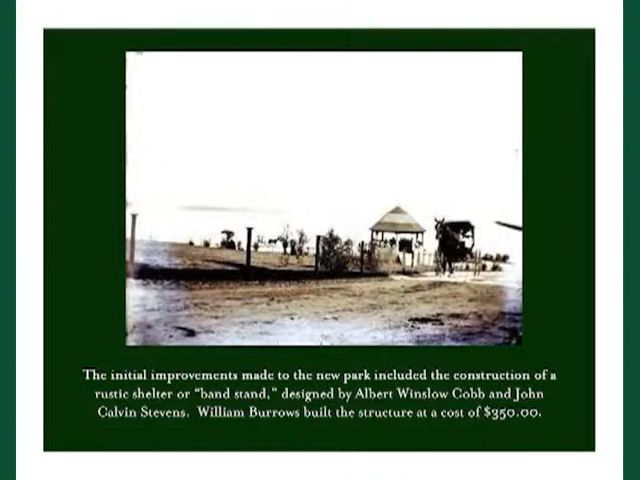 The initial improvements made to the new park included the construction of a
rustic shelter or “band stand,” designed by Albert Winslow Cobb and John
Calvin Stevens.  William Burrows built the structure at a cost of $350.00.